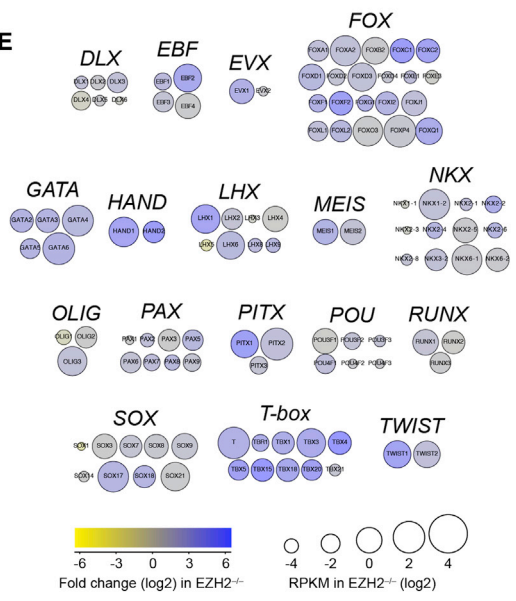 E
FOX
DLX
EBF
EVX
FOXA1 FOXA2 FOXB2 FOXC1 FOXC2
DLX1 DLX2 DLX3
EBF1 EBF2
EVX1 EVX2
FOXD1 FOXD2 FOXD3 FOXD4 FOXE1 FOXE3
DLX4 DLX5 DLX6
EBF3 EBF4
FOXF1 FOXF2 FOXG1 FOXI2 FOXJ1
FOXL1 FOXL2 FOXO3 FOXP4 FOXQ1
GATA
HAND
LHX
MEIS
NKX
NKX1-1 NKX1-2 NKX2-1 NKX2-2
GATA2 GATA3 GATA4
HAND1 HAND2
LHX1 LHX2 LHX3 LHX4
MEIS1 MEIS2
NKX2-3 NKX2-4 NKX2-5 NKX2-6
GATA5 GATA6
LHX5 LHX6 LHX8 LHX9
NKX2-8 NKX3-2 NKX6-1 NKX6-2
OLIG
PAX
PITX
POU
RUNX
OLIG1 OLIG2
PAX1 PAX2 PAX3 PAX5
PITX1 PITX2
POU3F1 POU3F2 POU3F3
RUNX1 RUNX2
OLIG3
PAX6 PAX7 PAX8 PAX9
PITX3
POU4F1 POU4F2 POU4F3
RUNX3
SOX
T-box
TWIST
SOX1 SOX3 SOX7 SOX8 SOX9
T TBR1 TBX1 TBX3 TBX4
TWIST1 TWIST2
SOX14 SOX17 SOX18 SOX21
TBX5 TBX15 TBX18 TBX20 TBX21
-6 -3 0 3 6
-4 -2 0 2 4
Fold change (log2) in EZH2⁻/⁻
RPKM in EZH2⁻/⁻ (log2)